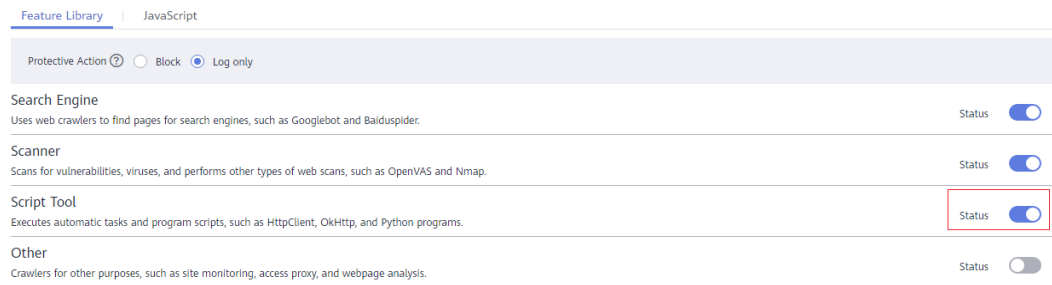 Feature Library JavaScript
Protective Action ? Block Log only
Search Engine
Uses web crawlers to find pages for search engines, such as Googlebot and Baiduspider.
Status
Scanner
Scans for vulnerabilities, viruses, and performs other types of web scans, such as OpenVAS and Nmap.
Status
Script Tool
Executes automatic tasks and program scripts, such as HttpClient, OkHttp, and Python programs.
Status
Other
Crawlers for other purposes, such as site monitoring, access proxy, and webpage analysis.
Status